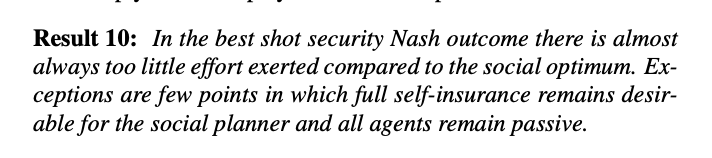 Result 10: In the best shot security Nash outcome there is almost
always too little effort exerted compared to the social optimum. Ex-
ceptions are few points in which full self-insurance remains desir-
able for the social planner and all agents remain passive.